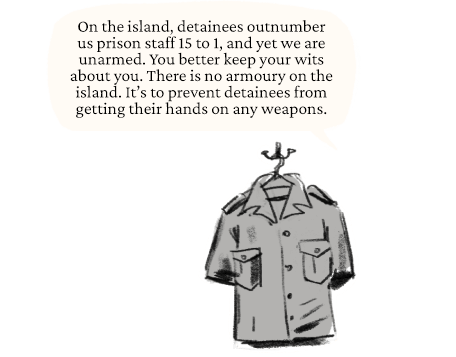 On the island, detainees outnumber
us prison staff 15 to 1, and yet we are
unarmed. You better keep your wits
about you. There is no armoury on the
island. It’s to prevent detainees from
getting their hands on any weapons.